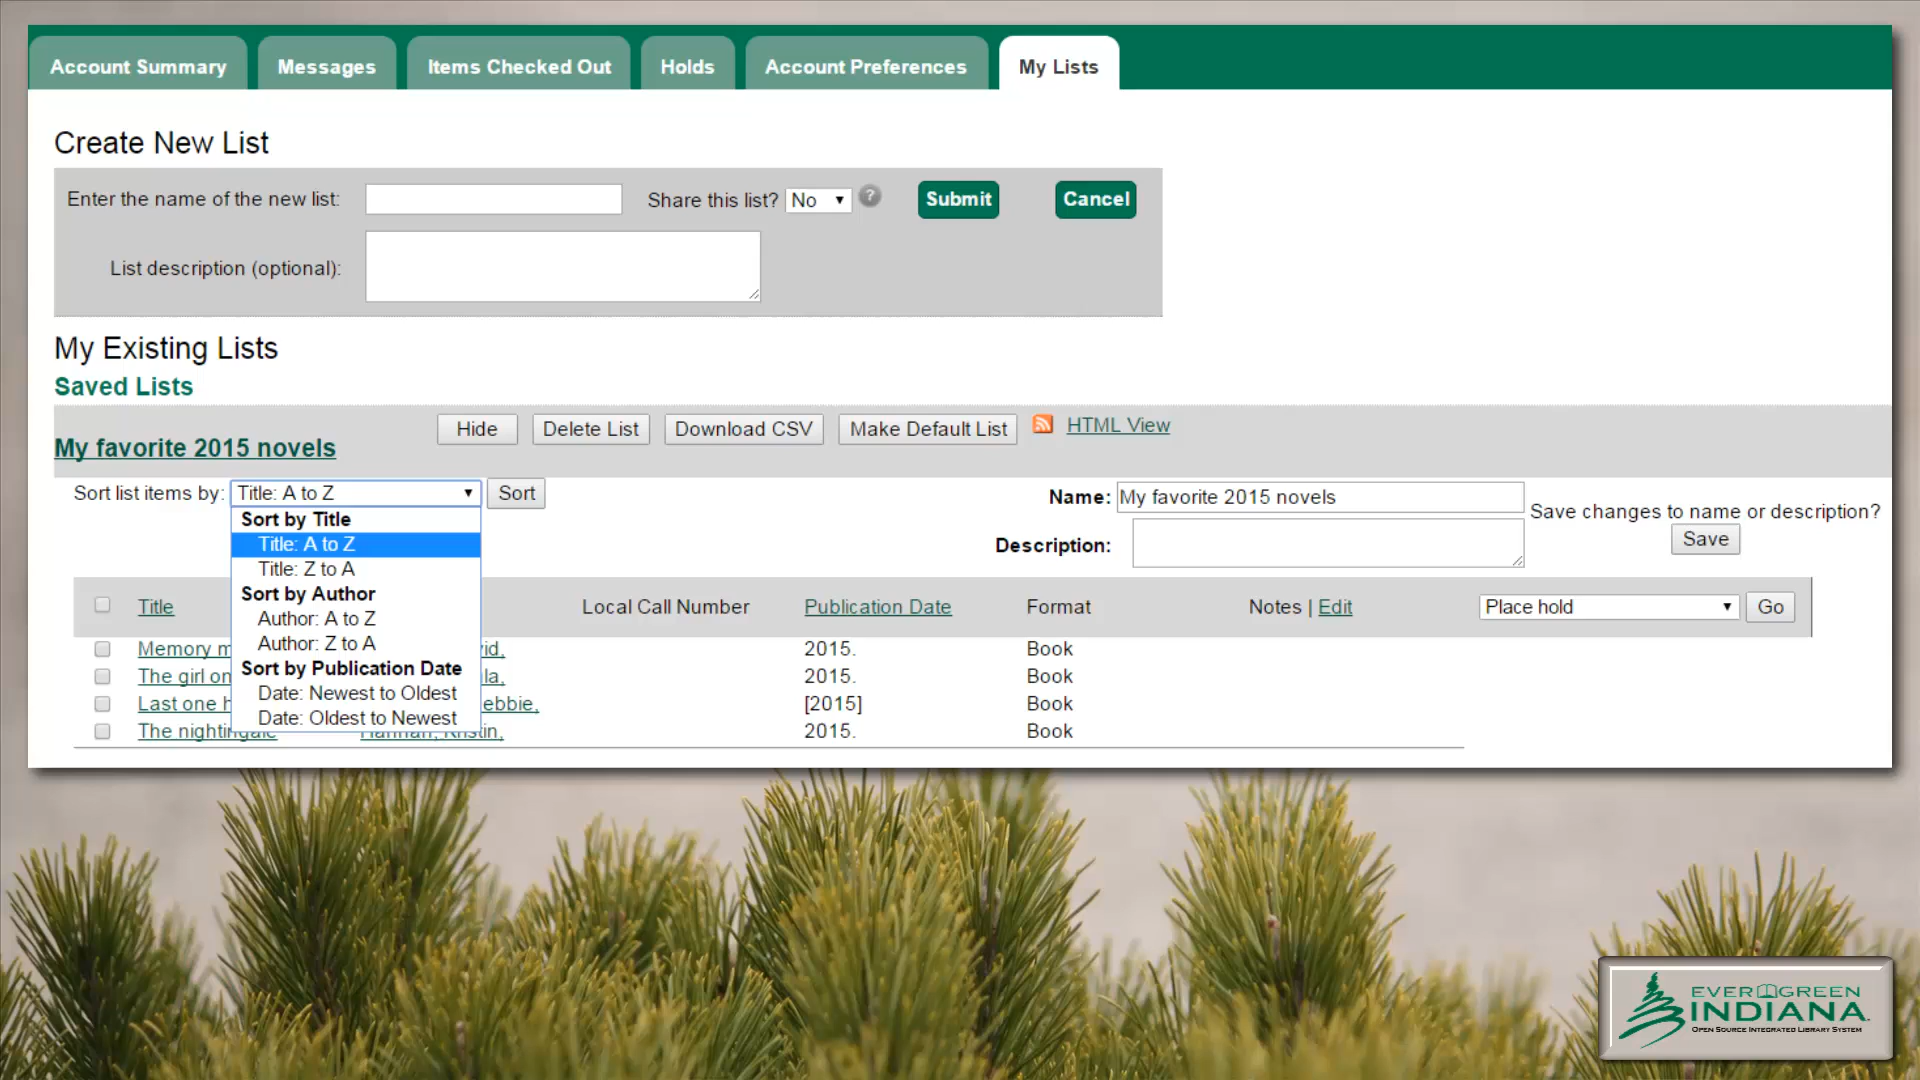 Account Summary Messages Items Checked Out Holds Account Preferences My Lists
Create New List
Enter the name of the new list: Share this list? No ? Submit Cancel
List description (optional):
My Existing Lists
Saved Lists
My favorite 2015 novels Hide Delete List Download CSV Make Default List HTML View
Sort list items by: Title: A to Z Sort
Sort by Title
Title: A to Z
Title: Z to A
Sort by Author
Author: A to Z
Author: Z to A
Sort by Publication Date
Date: Newest to Oldest
Date: Oldest to Newest
Name: My favorite 2015 novels
Description:
Save changes to name or description?
Save
Title Local Call Number Publication Date Format Notes | Edit Place hold Go
Memory m vid, 2015. Book
The girl on la, 2015. Book
Last one h ebbie, [2015] Book
The nightingale Hannah, Kristin, 2015. Book
EVERGREEN
INDIANA
OPEN SOURCE INTEGRATED LIBRARY SYSTEM